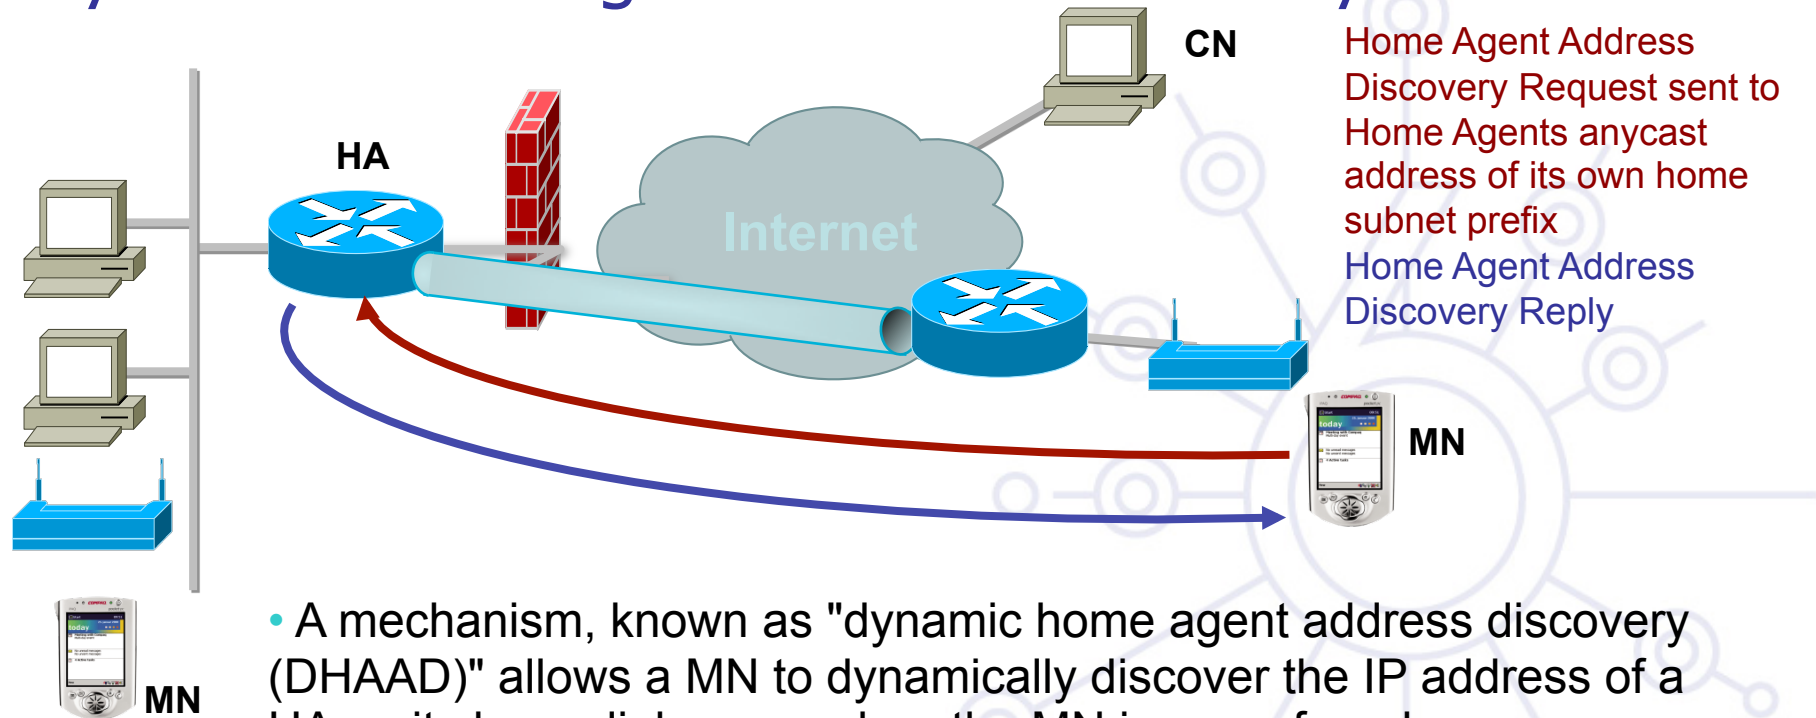 CN
Home Agent Address
Discovery Request sent to
Home Agents anycast
address of its own home
subnet prefix
Home Agent Address
Discovery Reply
HA
Internet
MN
today
today
MN
• A mechanism, known as "dynamic home agent address discovery
(DHAAD)" allows a MN to dynamically discover the IP address of a